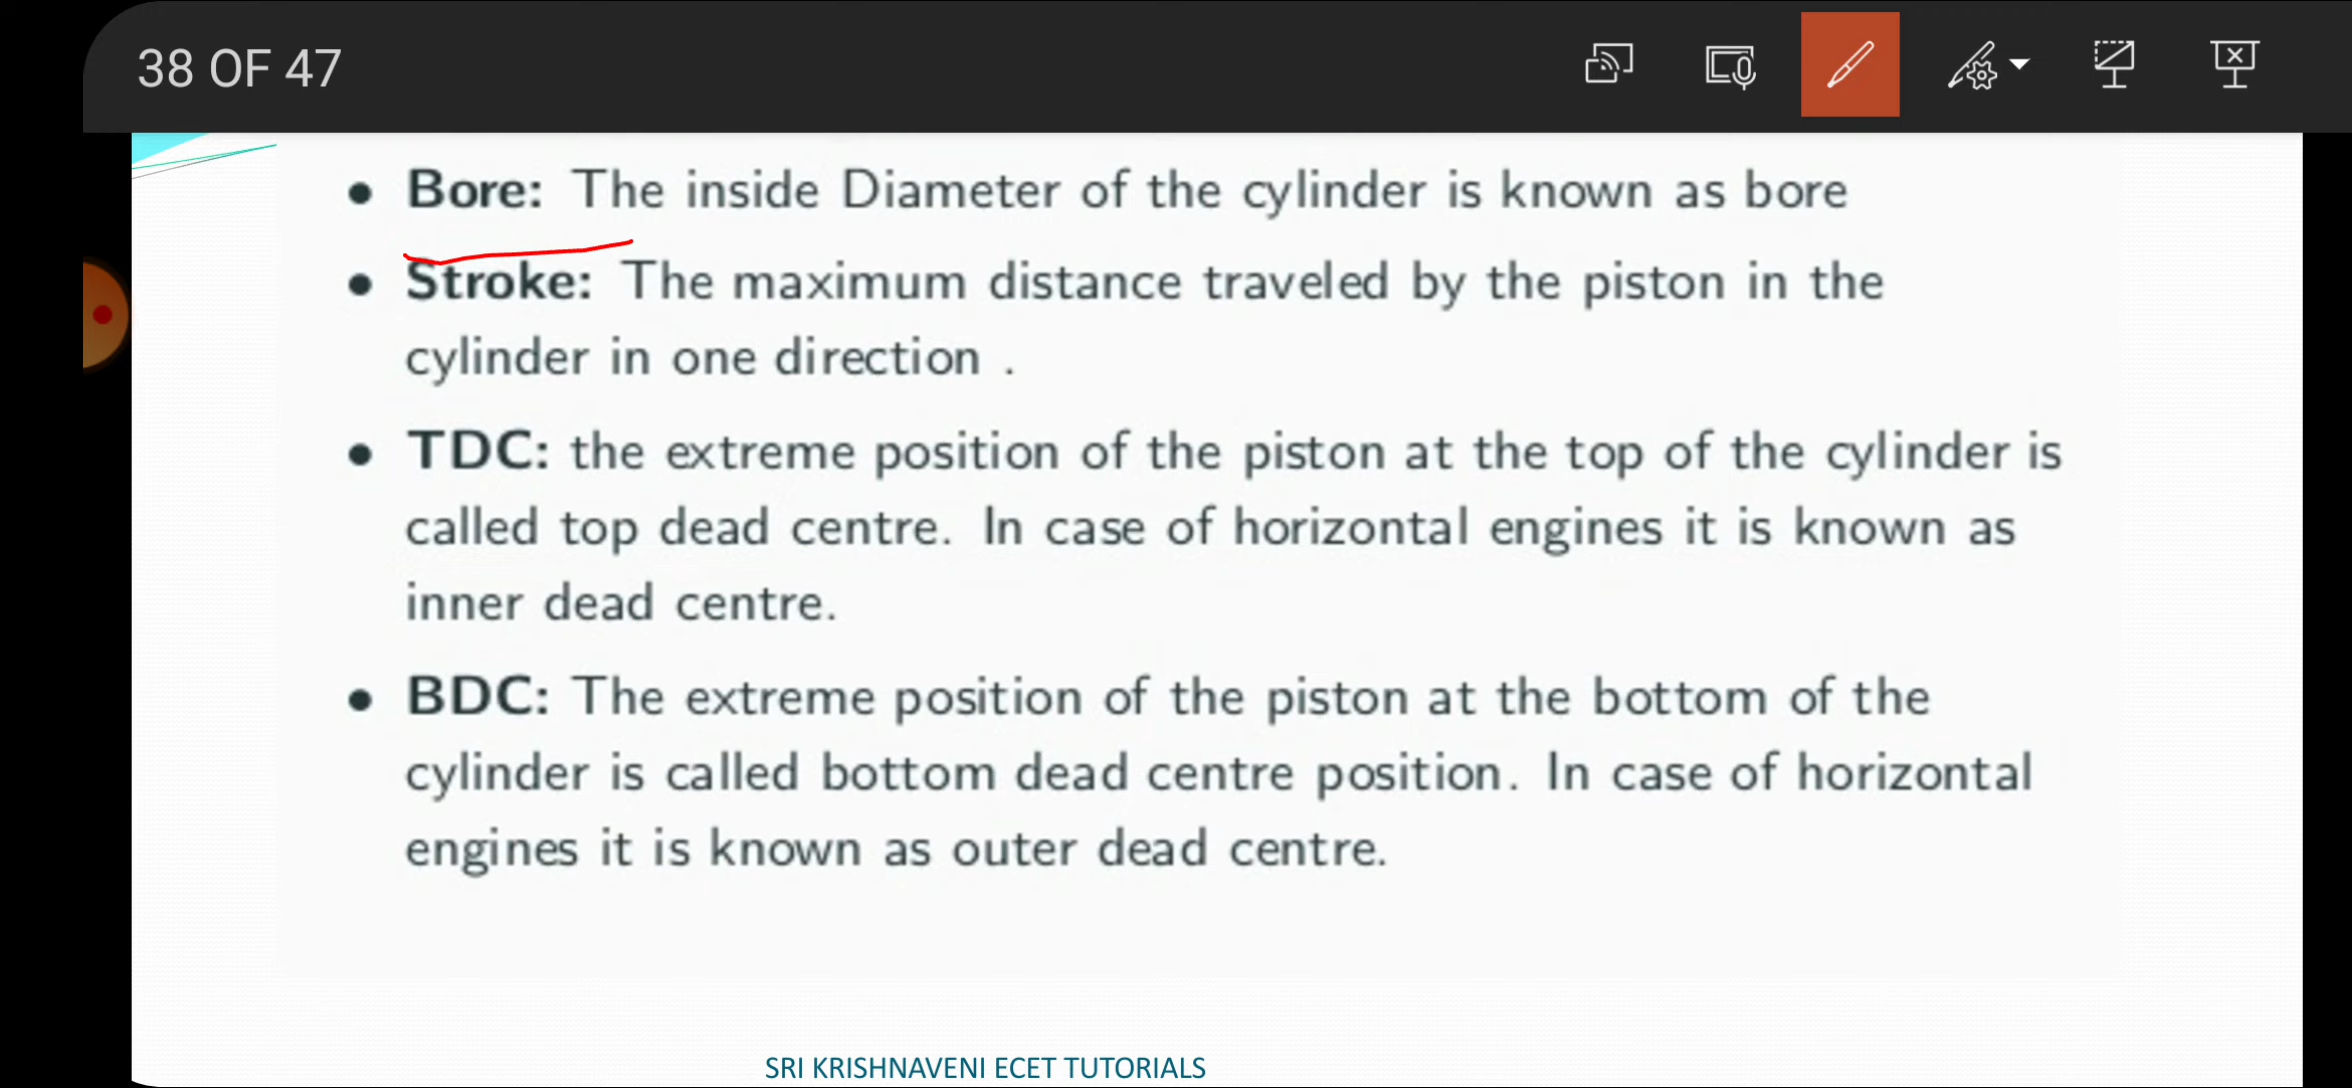 38 OF 47
● Bore: The inside Diameter of the cylinder is known as bore
● Stroke: The maximum distance traveled by the piston in the
cylinder in one direction .
● TDC: the extreme position of the piston at the top of the cylinder is
called top dead centre. In case of horizontal engines it is known as
inner dead centre.
● BDC: The extreme position of the piston at the bottom of the
cylinder is called bottom dead centre position. In case of horizontal
engines it is known as outer dead centre.
SRI KRISHNAVENI ECET TUTORIALS